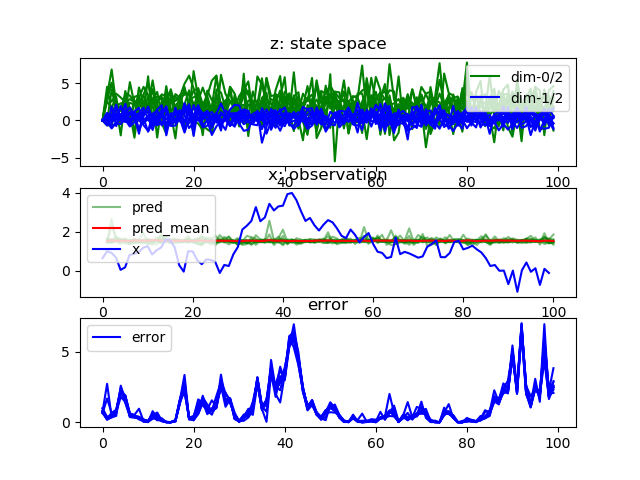 z: state space
5
0
−5
dim-0/2
dim-1/2
0 20 40 60 80 100
x: observation
4
2
0
pred
pred_mean
x
0 20 40 60 80 100
error
5
0
error
0 20 40 60 80 100